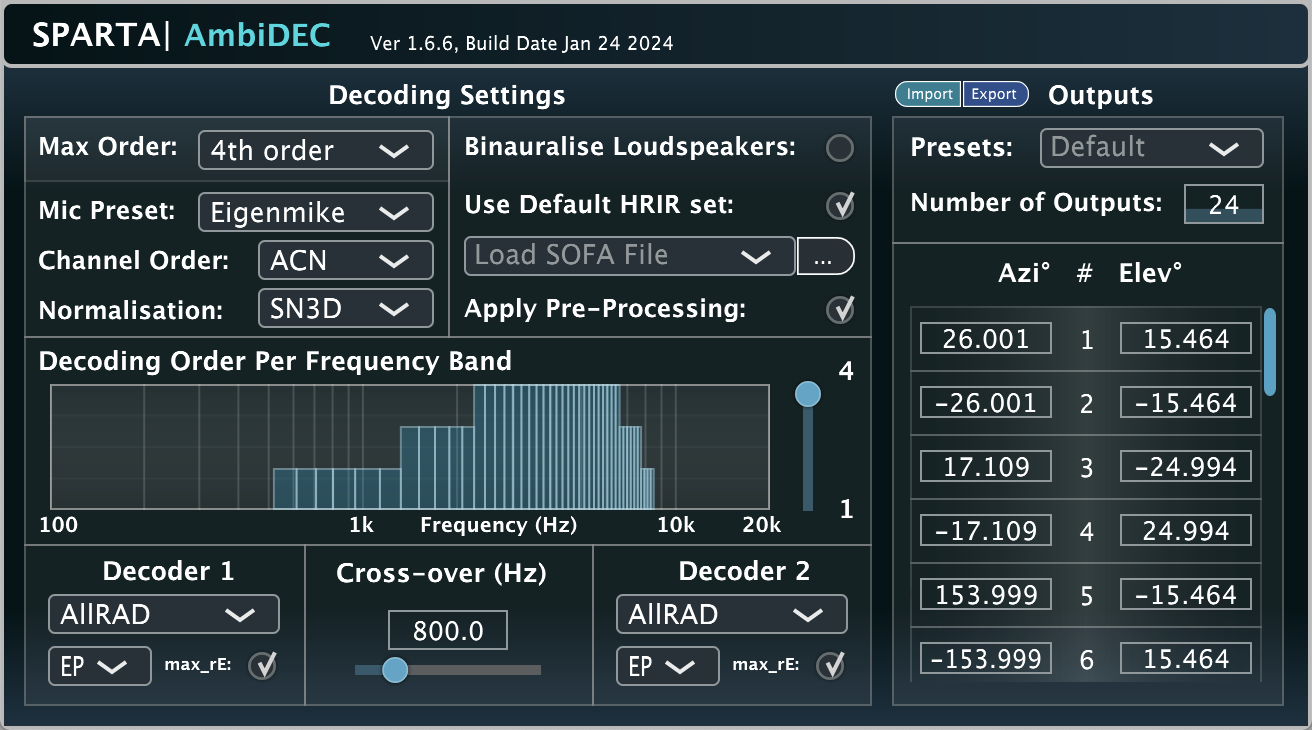 SPARTA| AmbiDEC Ver 1.6.6, Build Date Jan 24 2024
Decoding Settings
Max Order: 4th order
Mic Preset: Eigenmike
Channel Order: ACN
Normalisation: SN3D
Binauralise Loudspeakers:
Use Default HRIR set:
Load SOFA File ...
Apply Pre-Processing:
Decoding Order Per Frequency Band
4
1
100 1k Frequency (Hz) 10k 20k
Decoder 1
AllRAD
EP max_rE:
Cross-over (Hz)
800.0
Decoder 2
AllRAD
EP max_rE:
Import Export Outputs
Presets: Default
Number of Outputs: 24
Azi° # Elev°
26.001 1 15.464
-26.001 2 -15.464
17.109 3 -24.994
-17.109 4 24.994
153.999 5 -15.464
-153.999 6 15.464